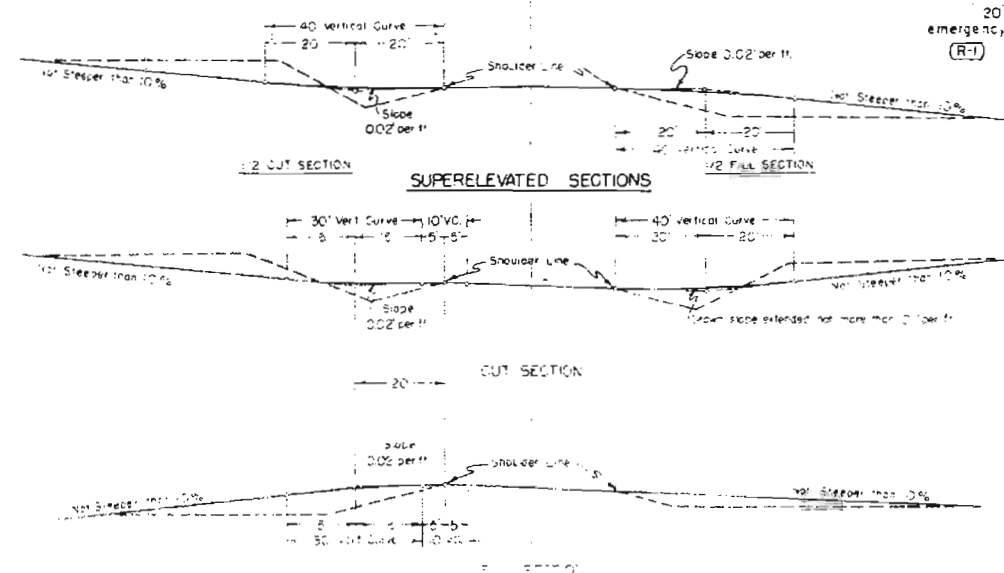 20'
emergency
R-1
40' Vertical Curve
20' 20'
Not Steeper than 10%
Slope
0.02' per ft.
Shoulder Line
Slope 0.02' per ft.
Not Steeper than 10%
20' 20'
Vertical Curve
1/2 CUT SECTION
1/2 FILL SECTION
SUPERELEVATED SECTIONS
30' Vert Curve 10' V.C.
5' 5'
40' Vertical Curve
20' 20'
Not Steeper than 10%
Slope
0.02' per ft
Shoulder Line
Not Steeper than 10%
Crown slope extended not more than per ft
CUT SECTION
20'
Slope
0.02' per ft
Shoulder Line
Not Steeper than 10%
Not Steeper than 10%
5' 5'
30' Vert Curve 10' V.C.
SECTION